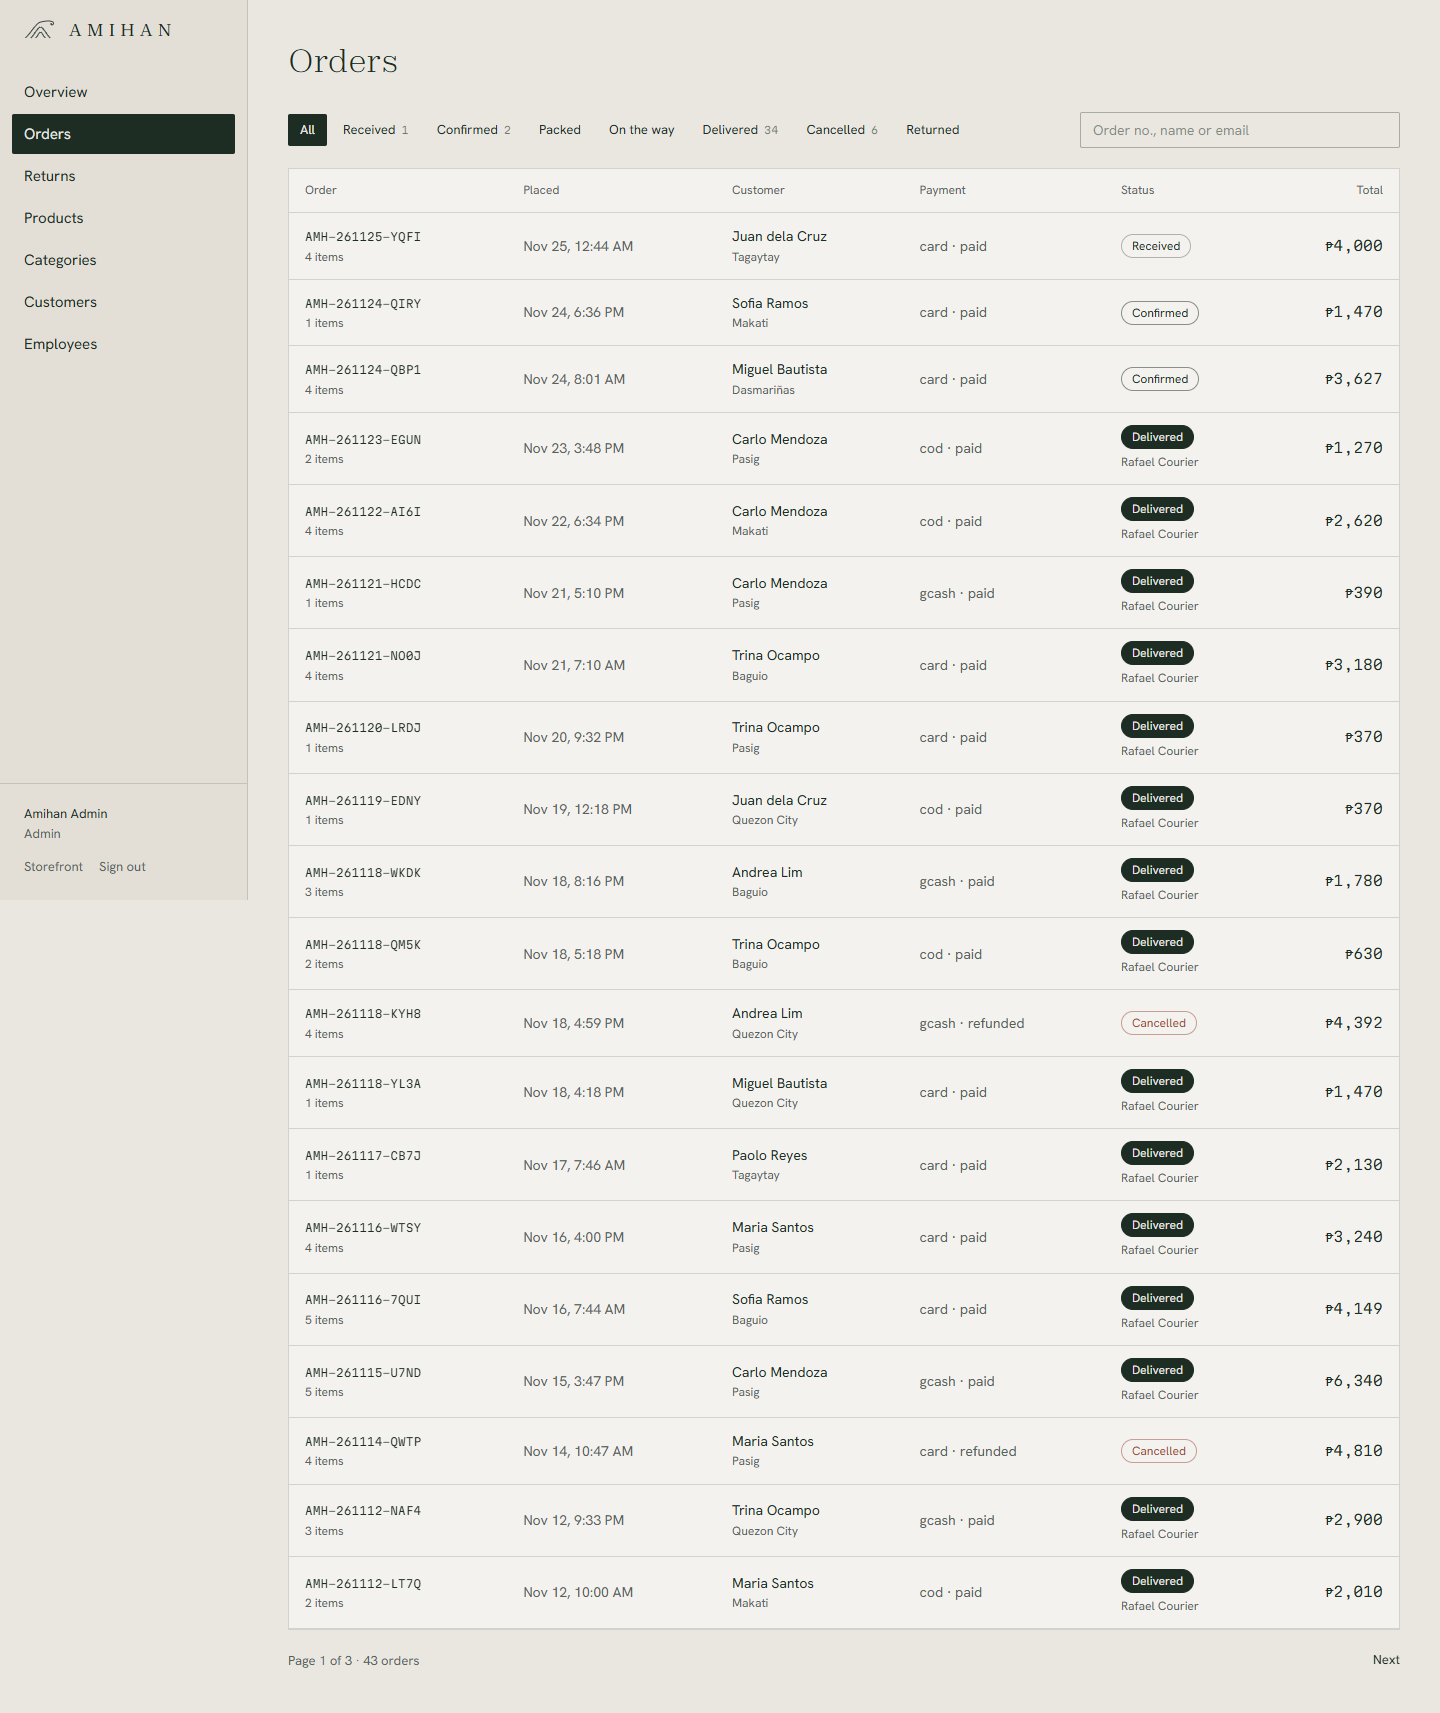 AMIHAN
Overview
Orders
Returns
Products
Categories
Customers
Employees
Amihan Admin
Admin
Storefront Sign out
Orders
All Received 1 Confirmed 2 Packed On the way Delivered 34 Cancelled 6 Returned
Order no., name or email
Order Placed Customer Payment Status Total
AMH-261125-YQFI Nov 25, 12:44 AM Juan dela Cruz card · paid Received ₱4,000
4 items Tagaytay
AMH-261124-QIRY Nov 24, 6:36 PM Sofia Ramos card · paid Confirmed ₱1,470
1 items Makati
AMH-261124-QBP1 Nov 24, 8:01 AM Miguel Bautista card · paid Confirmed ₱3,627
4 items Dasmariñas
AMH-261123-EGUN Nov 23, 3:48 PM Carlo Mendoza cod · paid Delivered ₱1,270
2 items Pasig Rafael Courier
AMH-261122-AI6I Nov 22, 6:34 PM Carlo Mendoza cod · paid Delivered ₱2,620
4 items Makati Rafael Courier
AMH-261121-HCDC Nov 21, 5:10 PM Carlo Mendoza gcash · paid Delivered ₱390
1 items Pasig Rafael Courier
AMH-261121-NO0J Nov 21, 7:10 AM Trina Ocampo card · paid Delivered ₱3,180
4 items Baguio Rafael Courier
AMH-261120-LRDJ Nov 20, 9:32 PM Trina Ocampo card · paid Delivered ₱370
1 items Pasig Rafael Courier
AMH-261119-EDNY Nov 19, 12:18 PM Juan dela Cruz cod · paid Delivered ₱370
1 items Quezon City Rafael Courier
AMH-261118-WKDK Nov 18, 8:16 PM Andrea Lim gcash · paid Delivered ₱1,780
3 items Baguio Rafael Courier
AMH-261118-QM5K Nov 18, 5:18 PM Trina Ocampo cod · paid Delivered ₱630
2 items Baguio Rafael Courier
AMH-261118-KYH8 Nov 18, 4:59 PM Andrea Lim gcash · refunded Cancelled ₱4,392
4 items Quezon City
AMH-261118-YL3A Nov 18, 4:18 PM Miguel Bautista card · paid Delivered ₱1,470
1 items Quezon City Rafael Courier
AMH-261117-CB7J Nov 17, 7:46 AM Paolo Reyes card · paid Delivered ₱2,130
1 items Tagaytay Rafael Courier
AMH-261116-WTSY Nov 16, 4:00 PM Maria Santos card · paid Delivered ₱3,240
4 items Pasig Rafael Courier
AMH-261116-7QUI Nov 16, 7:44 AM Sofia Ramos card · paid Delivered ₱4,149
5 items Baguio Rafael Courier
AMH-261115-U7ND Nov 15, 3:47 PM Carlo Mendoza gcash · paid Delivered ₱6,340
5 items Pasig Rafael Courier
AMH-261114-QWTP Nov 14, 10:47 AM Maria Santos card · refunded Cancelled ₱4,810
4 items Pasig
AMH-261112-NAF4 Nov 12, 9:33 PM Trina Ocampo gcash · paid Delivered ₱2,900
3 items Quezon City Rafael Courier
AMH-261112-LT7Q Nov 12, 10:00 AM Maria Santos cod · paid Delivered ₱2,010
2 items Makati Rafael Courier
Page 1 of 3 · 43 orders Next